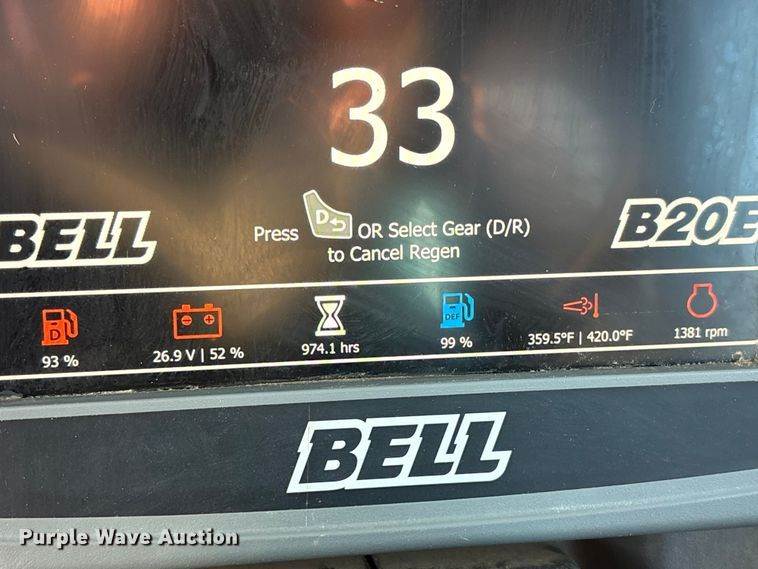 33
BELL
Press D OR Select Gear (D/R)
to Cancel Regen
B20E
D
DEF
93 %
26.9 V | 52 %
974.1 hrs
99 %
359.5°F | 420.0°F
1381 rpm
BELL
Purple Wave Auction